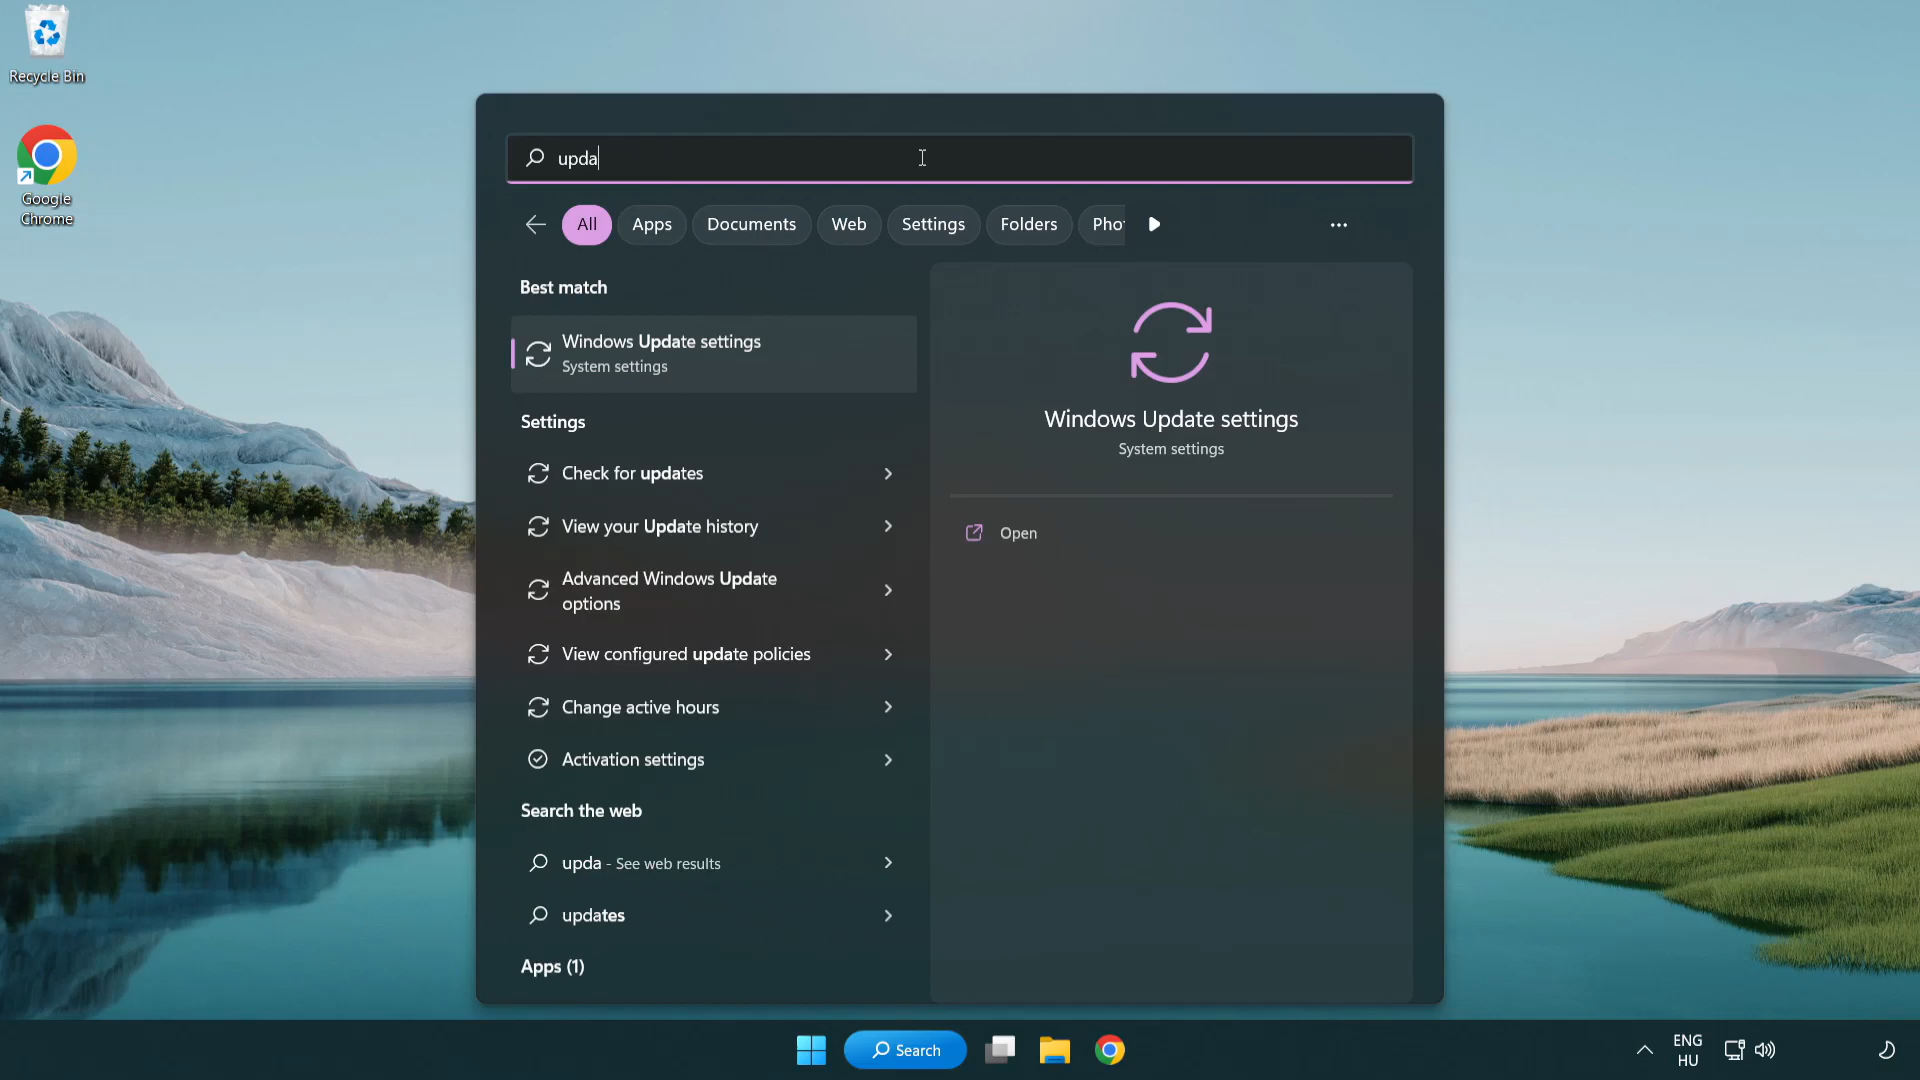 Recycle Bin
Google
Chrome
upda
All
Apps
Documents
Web
Settings
Folders
Pho
Best match
Windows Update settings
System settings
Settings
Check for updates
View your Update history
Advanced Windows Update
options
View configured update policies
Change active hours
Activation settings
Search the web
upda - See web results
updates
Apps (1)
Windows Update settings
System settings
Open
Search
ENG
HU